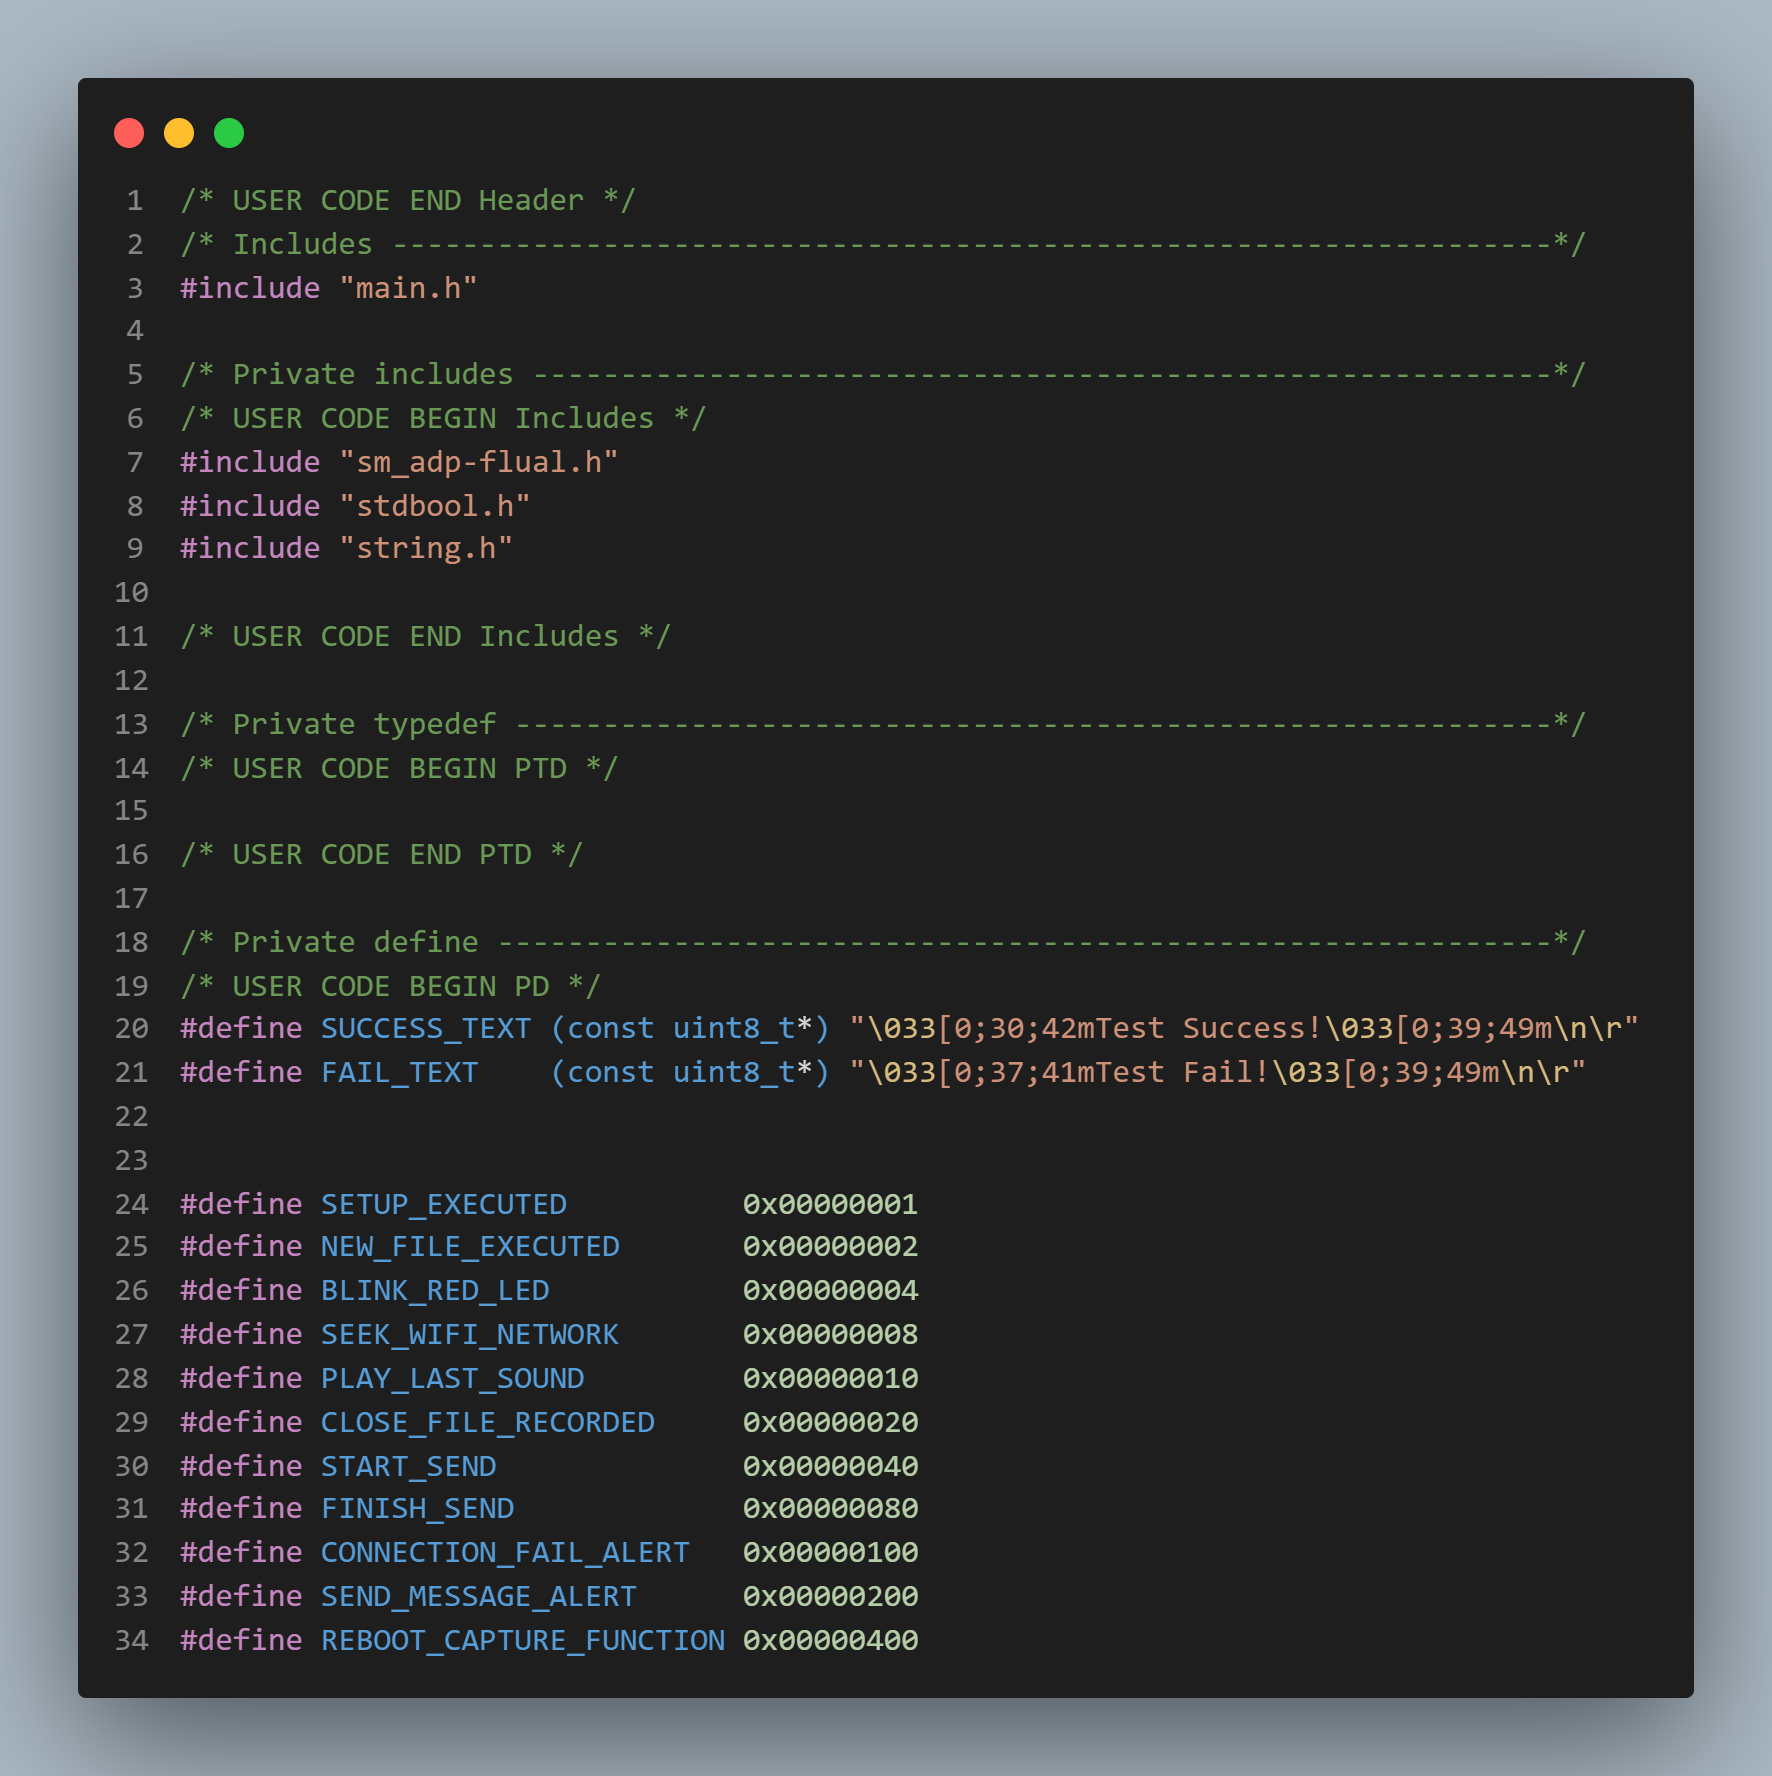 1 /* USER CODE END Header */
2 /* Includes ------------------------------------------------------------------*/
3 #include "main.h"
4
5 /* Private includes ----------------------------------------------------------*/
6 /* USER CODE BEGIN Includes */
7 #include "sm_adp-flual.h"
8 #include "stdbool.h"
9 #include "string.h"
10
11 /* USER CODE END Includes */
12
13 /* Private typedef -----------------------------------------------------------*/
14 /* USER CODE BEGIN PTD */
15
16 /* USER CODE END PTD */
17
18 /* Private define ------------------------------------------------------------*/
19 /* USER CODE BEGIN PD */
20 #define SUCCESS_TEXT (const uint8_t*) "\033[0;30;42mTest Success!\033[0;39;49m\n\r"
21 #define FAIL_TEXT    (const uint8_t*) "\033[0;37;41mTest Fail!\033[0;39;49m\n\r"
22
23
24 #define SETUP_EXECUTED          0x00000001
25 #define NEW_FILE_EXECUTED       0x00000002
26 #define BLINK_RED_LED           0x00000004
27 #define SEEK_WIFI_NETWORK       0x00000008
28 #define PLAY_LAST_SOUND         0x00000010
29 #define CLOSE_FILE_RECORDED     0x00000020
30 #define START_SEND              0x00000040
31 #define FINISH_SEND             0x00000080
32 #define CONNECTION_FAIL_ALERT   0x00000100
33 #define SEND_MESSAGE_ALERT      0x00000200
34 #define REBOOT_CAPTURE_FUNCTION 0x00000400